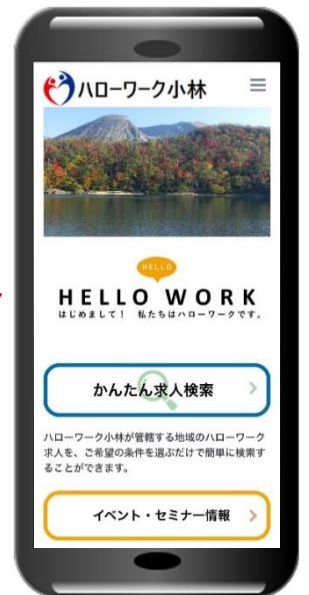 ハローワーク小林
HELLO
HELLO WORK
はじめまして! 私たちはハローワークです。
かんたん求人検索
ハローワーク小林が管轄する地域のハローワーク
求人を、ご希望の条件を選ぶだけで簡単に検索す
ることができます。
イベント・セミナー情報